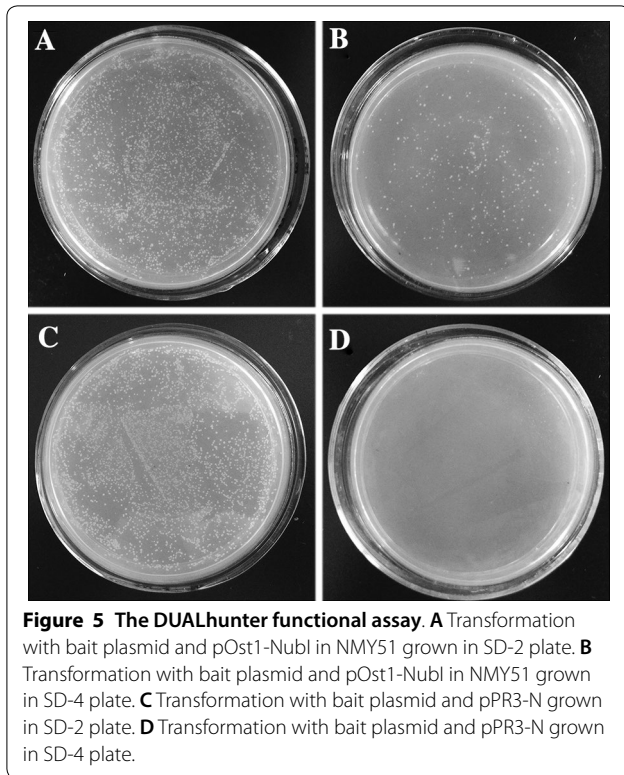 A
B
C
D
Figure 5 The DUALhunter functional assay. A Transformation
with bait plasmid and pOst1-NubI in NMY51 grown in SD-2 plate. B
Transformation with bait plasmid and pOst1-NubI in NMY51 grown
in SD-4 plate. C Transformation with bait plasmid and pPR3-N grown
in SD-2 plate. D Transformation with bait plasmid and pPR3-N grown
in SD-4 plate.